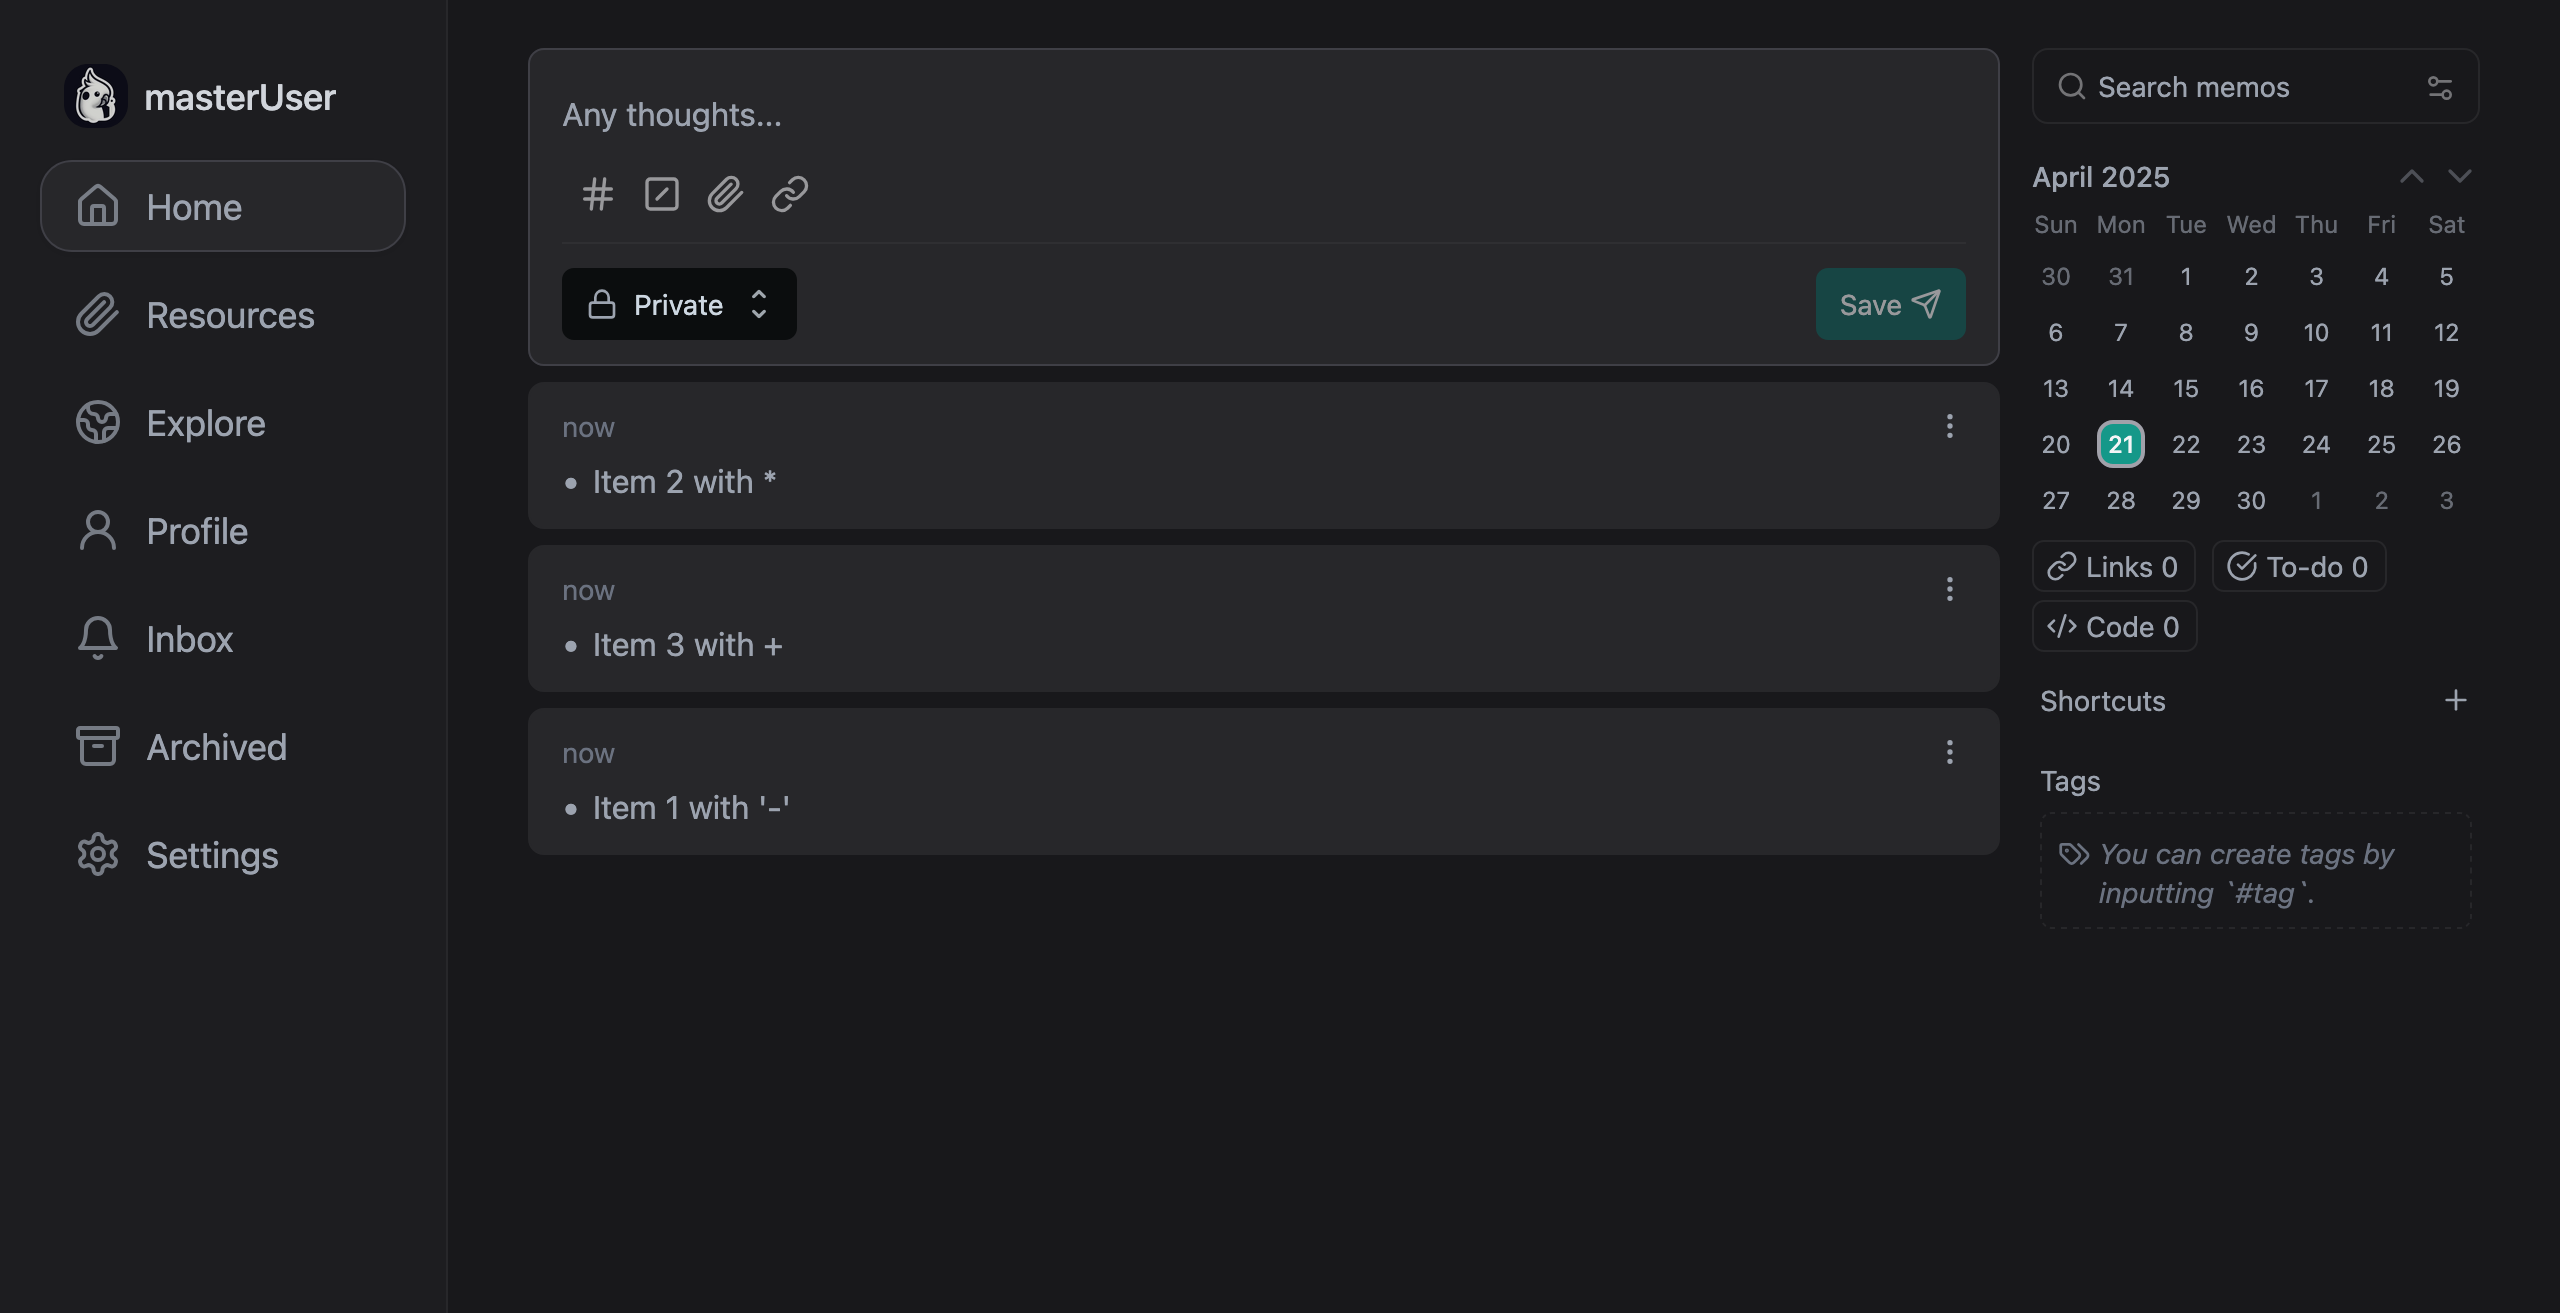 masterUser
Home
Resources
Explore
Profile
Inbox
Archived
Settings
Any thoughts...
Private
Save
now
• Item 2 with *
now
• Item 3 with +
now
• Item 1 with '-'
Search memos
April 2025
Sun Mon Tue Wed Thu Fri Sat
30 31 1 2 3 4 5
6 7 8 9 10 11 12
13 14 15 16 17 18 19
20 21 22 23 24 25 26
27 28 29 30 1 2 3
Links 0 To-do 0
Code 0
Shortcuts
Tags
You can create tags by
inputting `#tag`.